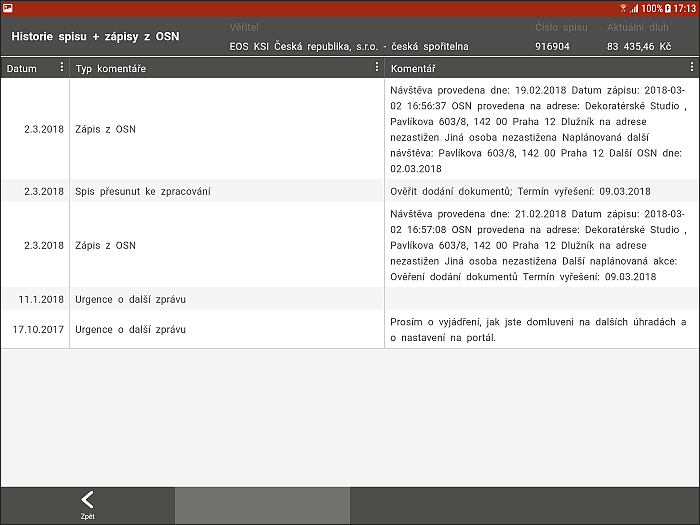 100% 17:13
Historie spisu + zápisy z OSN
Věřitel
Číslo spisu
Aktuální dluh
EOS KSI Česká republika, s.r.o. - česká spořitelna
916904
83 435,46 Kč
Datum
Typ komentáře
Komentář
2.3.2018
Zápis z OSN
Návštěva provedena dne: 19.02.2018 Datum zápisu: 2018-03-
02 16:56:37 OSN provedena na adrese: Dekoratérské Studio ,
Pavlíkova 603/8, 142 00 Praha 12 Dlužník na adrese
nezastižen Jiná osoba nezastižena Naplánovaná další
návštěva: Pavlíkova 603/8, 142 00 Praha 12 Další OSN dne:
02.03.2018
2.3.2018
Spis přesunut ke zpracování
Ověřit dodání dokumentů; Termín vyřešení: 09.03.2018
2.3.2018
Zápis z OSN
Návštěva provedena dne: 21.02.2018 Datum zápisu: 2018-03-
02 16:57:08 OSN provedena na adrese: Dekoratérské Studio ,
Pavlíkova 603/8, 142 00 Praha 12 Dlužník na adrese
nezastižen Jiná osoba nezastižena Další naplánovaná akce:
Ověření dodání dokumentů Termín vyřešení: 09.03.2018
11.1.2018
Urgence o další zprávu
17.10.2017
Urgence o další zprávu
Prosím o vyjádření, jak jste domluveni na dalších úhradách a
o nastavení na portál.
Zpět